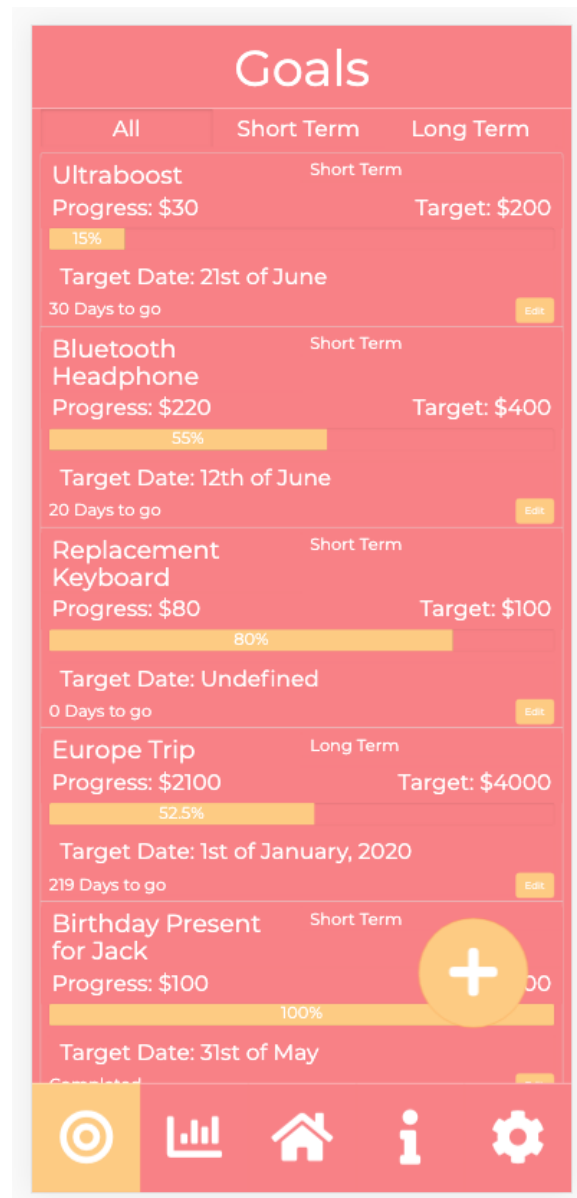 Goals
All Short Term Long Term
Ultraboost Short Term
Progress: $30 Target: $200
15%
Target Date: 21st of June
30 Days to go Edit
Bluetooth Short Term
Headphone
Progress: $220 Target: $400
55%
Target Date: 12th of June
20 Days to go Edit
Replacement Short Term
Keyboard
Progress: $80 Target: $100
80%
Target Date: Undefined
0 Days to go Edit
Europe Trip Long Term
Progress: $2100 Target: $4000
52.5%
Target Date: 1st of January, 2020
219 Days to go Edit
Birthday Present Short Term
for Jack
Progress: $100
100%
Target Date: 31st of May
Completed